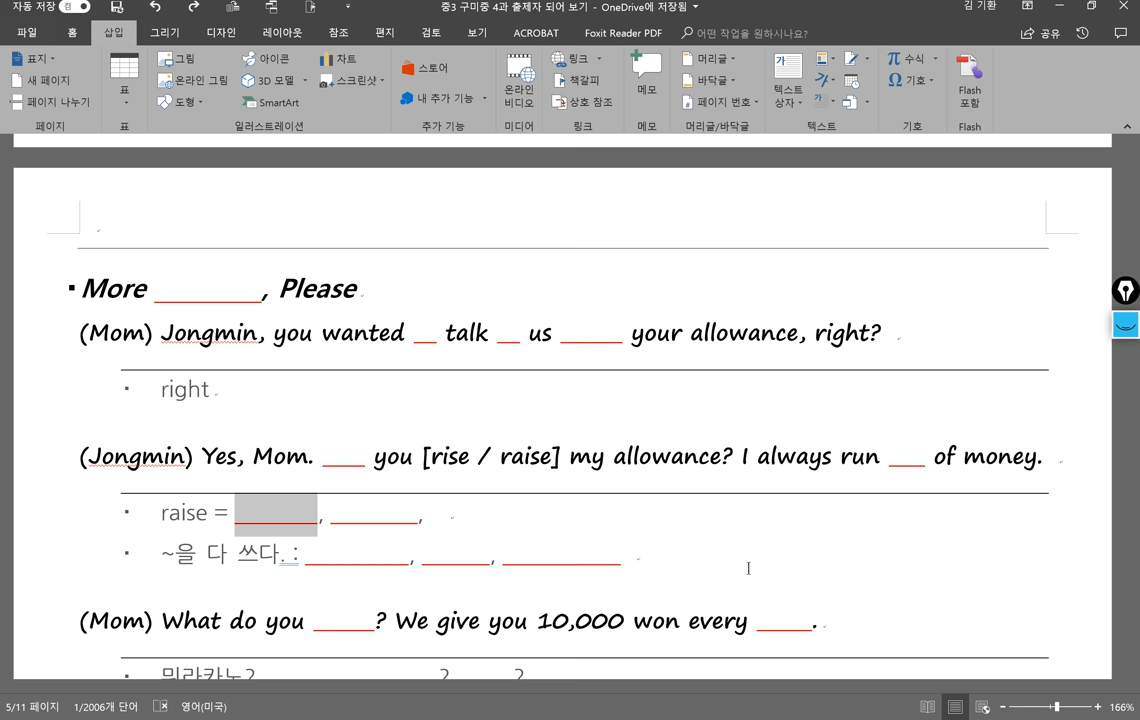 자동 저장 켬 중3 구미중 4과 출제자 되어 보기 - OneDrive에 저장됨 김 기환
파일 홈 삽입 그리기 디자인 레이아웃 참조 편지 검토 보기 ACROBAT Foxit Reader PDF 어떤 작업을 원하시나요? 공유
표지
새 페이지
페이지 나누기
표
그림
온라인 그림
도형
아이콘
3D 모델
SmartArt
차트
스크린샷
스토어
내 추가 기능
온라인 비디오
링크
책갈피
상호 참조
메모
머리글
바닥글
페이지 번호
텍스트 상자
수식
기호
Flash 포함
페이지 표 일러스트레이션 추가 기능 미디어 링크 메모 머리글/바닥글 텍스트 기호 Flash
▪ More ________, Please
(Mom) Jongmin, you wanted __ talk __ us _____ your allowance, right?
▪ right
(Jongmin) Yes, Mom. ____ you [rise / raise] my allowance? I always run ___ of money.
▪ raise = ________, ________,
▪ ~을 다 쓰다. : _________, ______, __________
(Mom) What do you _____? We give you 10,000 won every _____.
▪ 뭐라카노? ? ?
5/11 페이지 1/2006개 단어 영어(미국) 166%